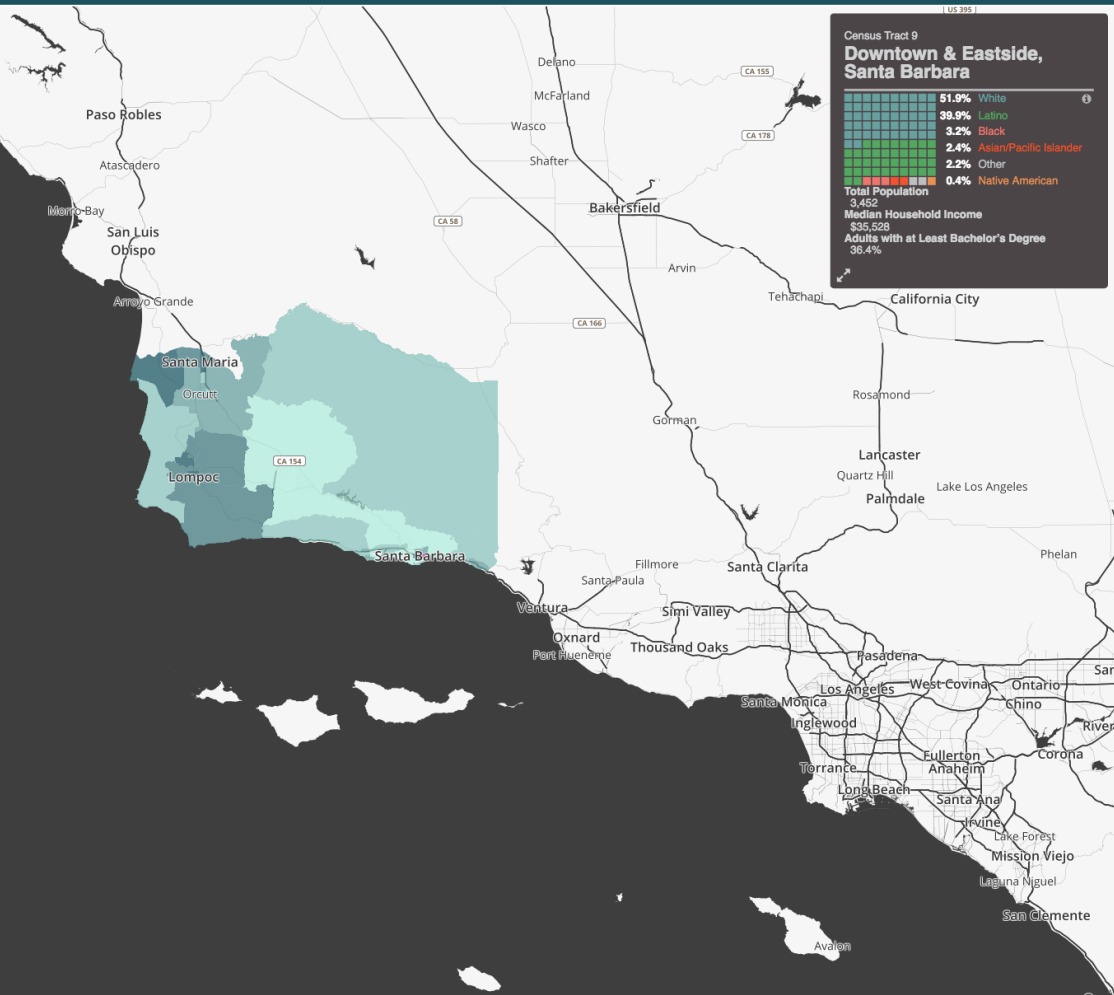 US 395
Census Tract 9
Downtown & Eastside,
Santa Barbara
51.9% White
39.9% Latino
3.2% Black
2.4% Asian/Pacific Islander
2.2% Other
0.4% Native American
Total Population
3,452
Median Household Income
$35,528
Adults with at Least Bachelor's Degree
36.4%
Delano
CA 155
McFarland
Paso Robles
Wasco
CA 178
Shafter
Atascadero
Morro Bay
Bakersfield
CA 58
San Luis
Obispo
Arvin
Tehachapi
California City
Arroyo Grande
CA 166
Santa Maria
Orcutt
Rosamond
Gorman
Lancaster
CA 154
Quartz Hill
Lompoc
Lake Los Angeles
Palmdale
Santa Barbara
Phelan
Fillmore
Santa Clarita
Santa Paula
Ventura
Simi Valley
Oxnard
Thousand Oaks
Port Hueneme
Pasadena
San
Los Angeles
West Covina
Ontario
Santa Monica
Chino
Inglewood
River
Fullerton
Corona
Torrance
Anaheim
Long Beach
Santa Ana
Irvine
Lake Forest
Mission Viejo
Laguna Niguel
San Clemente
Avalon